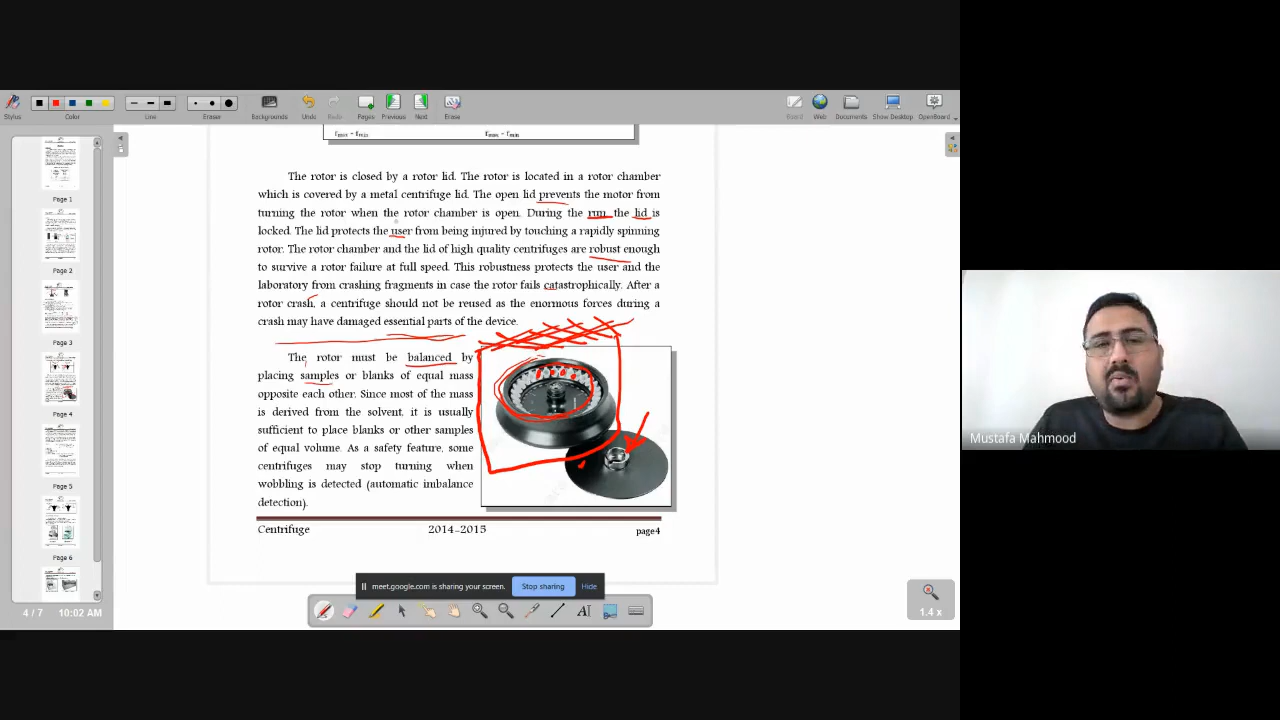 Stylus
Color
Line
Eraser
Backgrounds
Undo
Redo
Pages
Previous
Next
Erase
Board
Web
Documents
Show Desktop
OpenBoard
Page 1
Page 2
Page 3
Page 4
Page 5
Page 6
rmax - rmin rmax - rmin
The rotor is closed by a rotor lid. The rotor is located in a rotor chamber
which is covered by a metal centrifuge lid. The open lid prevents the motor from
turning the rotor when the rotor chamber is open. During the run the lid is
locked. The lid protects the user from being injured by touching a rapidly spinning
rotor. The rotor chamber and the lid of high quality centrifuges are robust enough
to survive a rotor failure at full speed. This robustness protects the user and the
laboratory from crashing fragments in case the rotor fails catastrophically. After a
rotor crash, a centrifuge should not be reused as the enormous forces during a
crash may have damaged essential parts of the device.
The rotor must be balanced by
placing samples or blanks of equal mass
opposite each other. Since most of the mass
is derived from the solvent, it is usually
sufficient to place blanks or other samples
of equal volume. As a safety feature, some
centrifuges may stop turning when
wobbling is detected (automatic imbalance
detection).
Centrifuge 2014-2015 page4
meet.google.com is sharing your screen. Stop sharing Hide
4 / 7 10:02 AM
1.4 x
Mustafa Mahmood